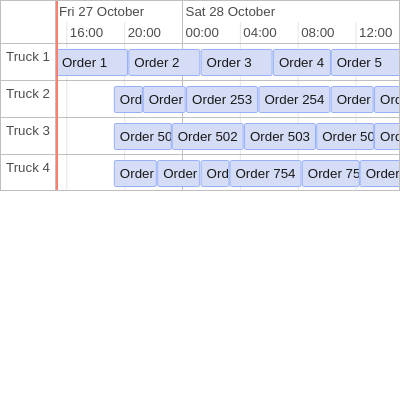 Fri 27 October Sat 28 October
16:00 20:00 00:00 04:00 08:00 12:00
Truck 1 Order 1 Order 2 Order 3 Order 4 Order 5
Truck 2 Ord Order Order 253 Order 254 Order Ord
Truck 3 Order 50 Order 502 Order 503 Order 50 Ord
Truck 4 Order Order Ord Order 754 Order 75 Order